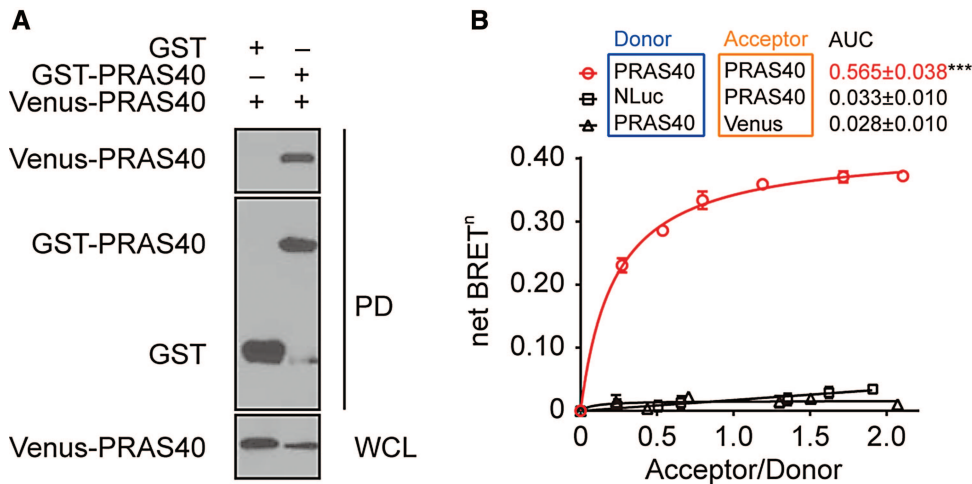 A
GST + –
GST-PRAS40 – +
Venus-PRAS40 + +
Venus-PRAS40
GST-PRAS40
GST
PD
Venus-PRAS40
WCL
B
Donor Acceptor AUC
PRAS40 PRAS40 0.565±0.038***
NLuc PRAS40 0.033±0.010
PRAS40 Venus 0.028±0.010
net BRETⁿ
0.40
0.30
0.20
0.10
0
0 0.5 1.0 1.5 2.0
Acceptor/Donor